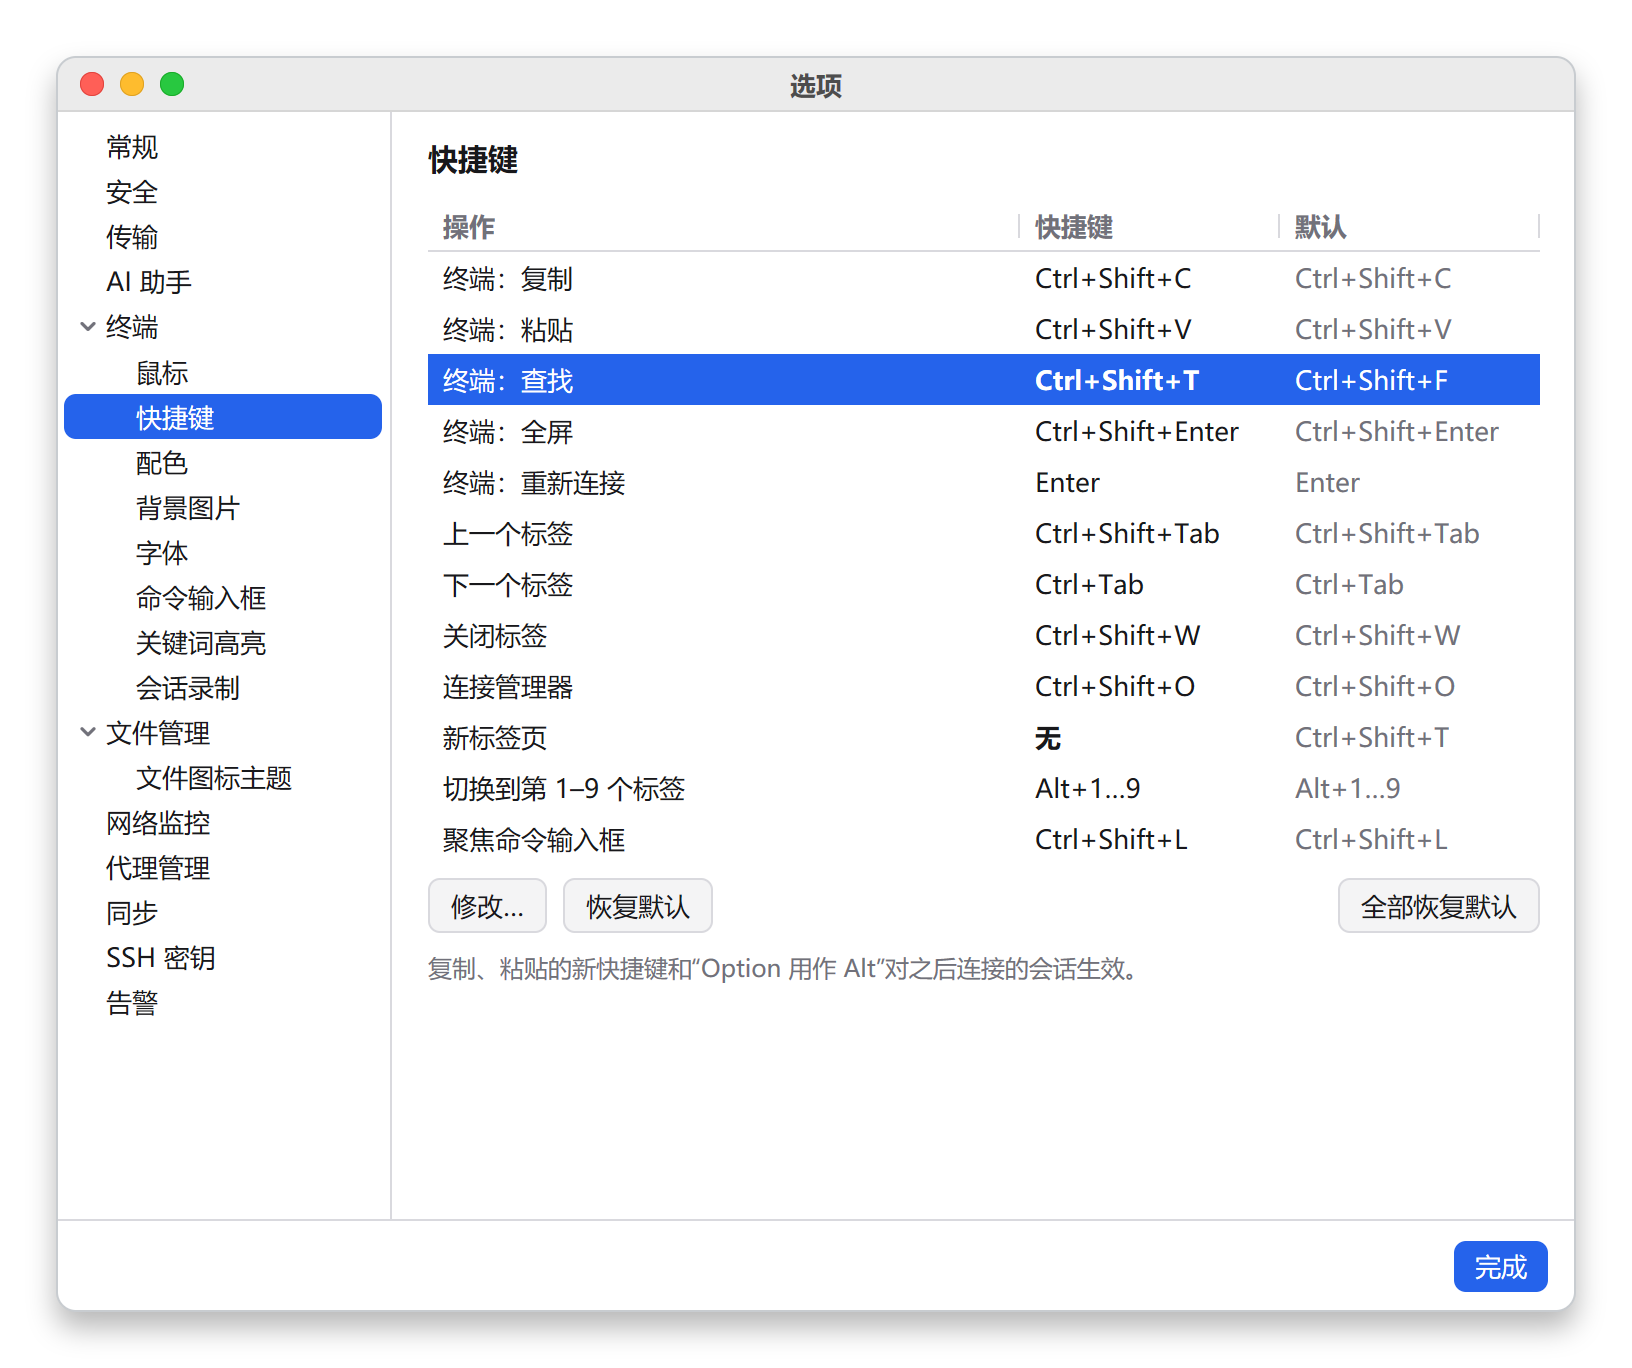 选项
常规
安全
传输
AI 助手
终端
鼠标
快捷键
配色
背景图片
字体
命令输入框
关键词高亮
会话录制
文件管理
文件图标主题
网络监控
代理管理
同步
SSH 密钥
告警
快捷键
操作 快捷键 默认
终端：复制 Ctrl+Shift+C Ctrl+Shift+C
终端：粘贴 Ctrl+Shift+V Ctrl+Shift+V
终端：查找 Ctrl+Shift+T Ctrl+Shift+F
终端：全屏 Ctrl+Shift+Enter Ctrl+Shift+Enter
终端：重新连接 Enter Enter
上一个标签 Ctrl+Shift+Tab Ctrl+Shift+Tab
下一个标签 Ctrl+Tab Ctrl+Tab
关闭标签 Ctrl+Shift+W Ctrl+Shift+W
连接管理器 Ctrl+Shift+O Ctrl+Shift+O
新标签页 无 Ctrl+Shift+T
切换到第 1–9 个标签 Alt+1...9 Alt+1...9
聚焦命令输入框 Ctrl+Shift+L Ctrl+Shift+L
修改... 恢复默认 全部恢复默认
复制、粘贴的新快捷键和“Option 用作 Alt”对之后连接的会话生效。
完成